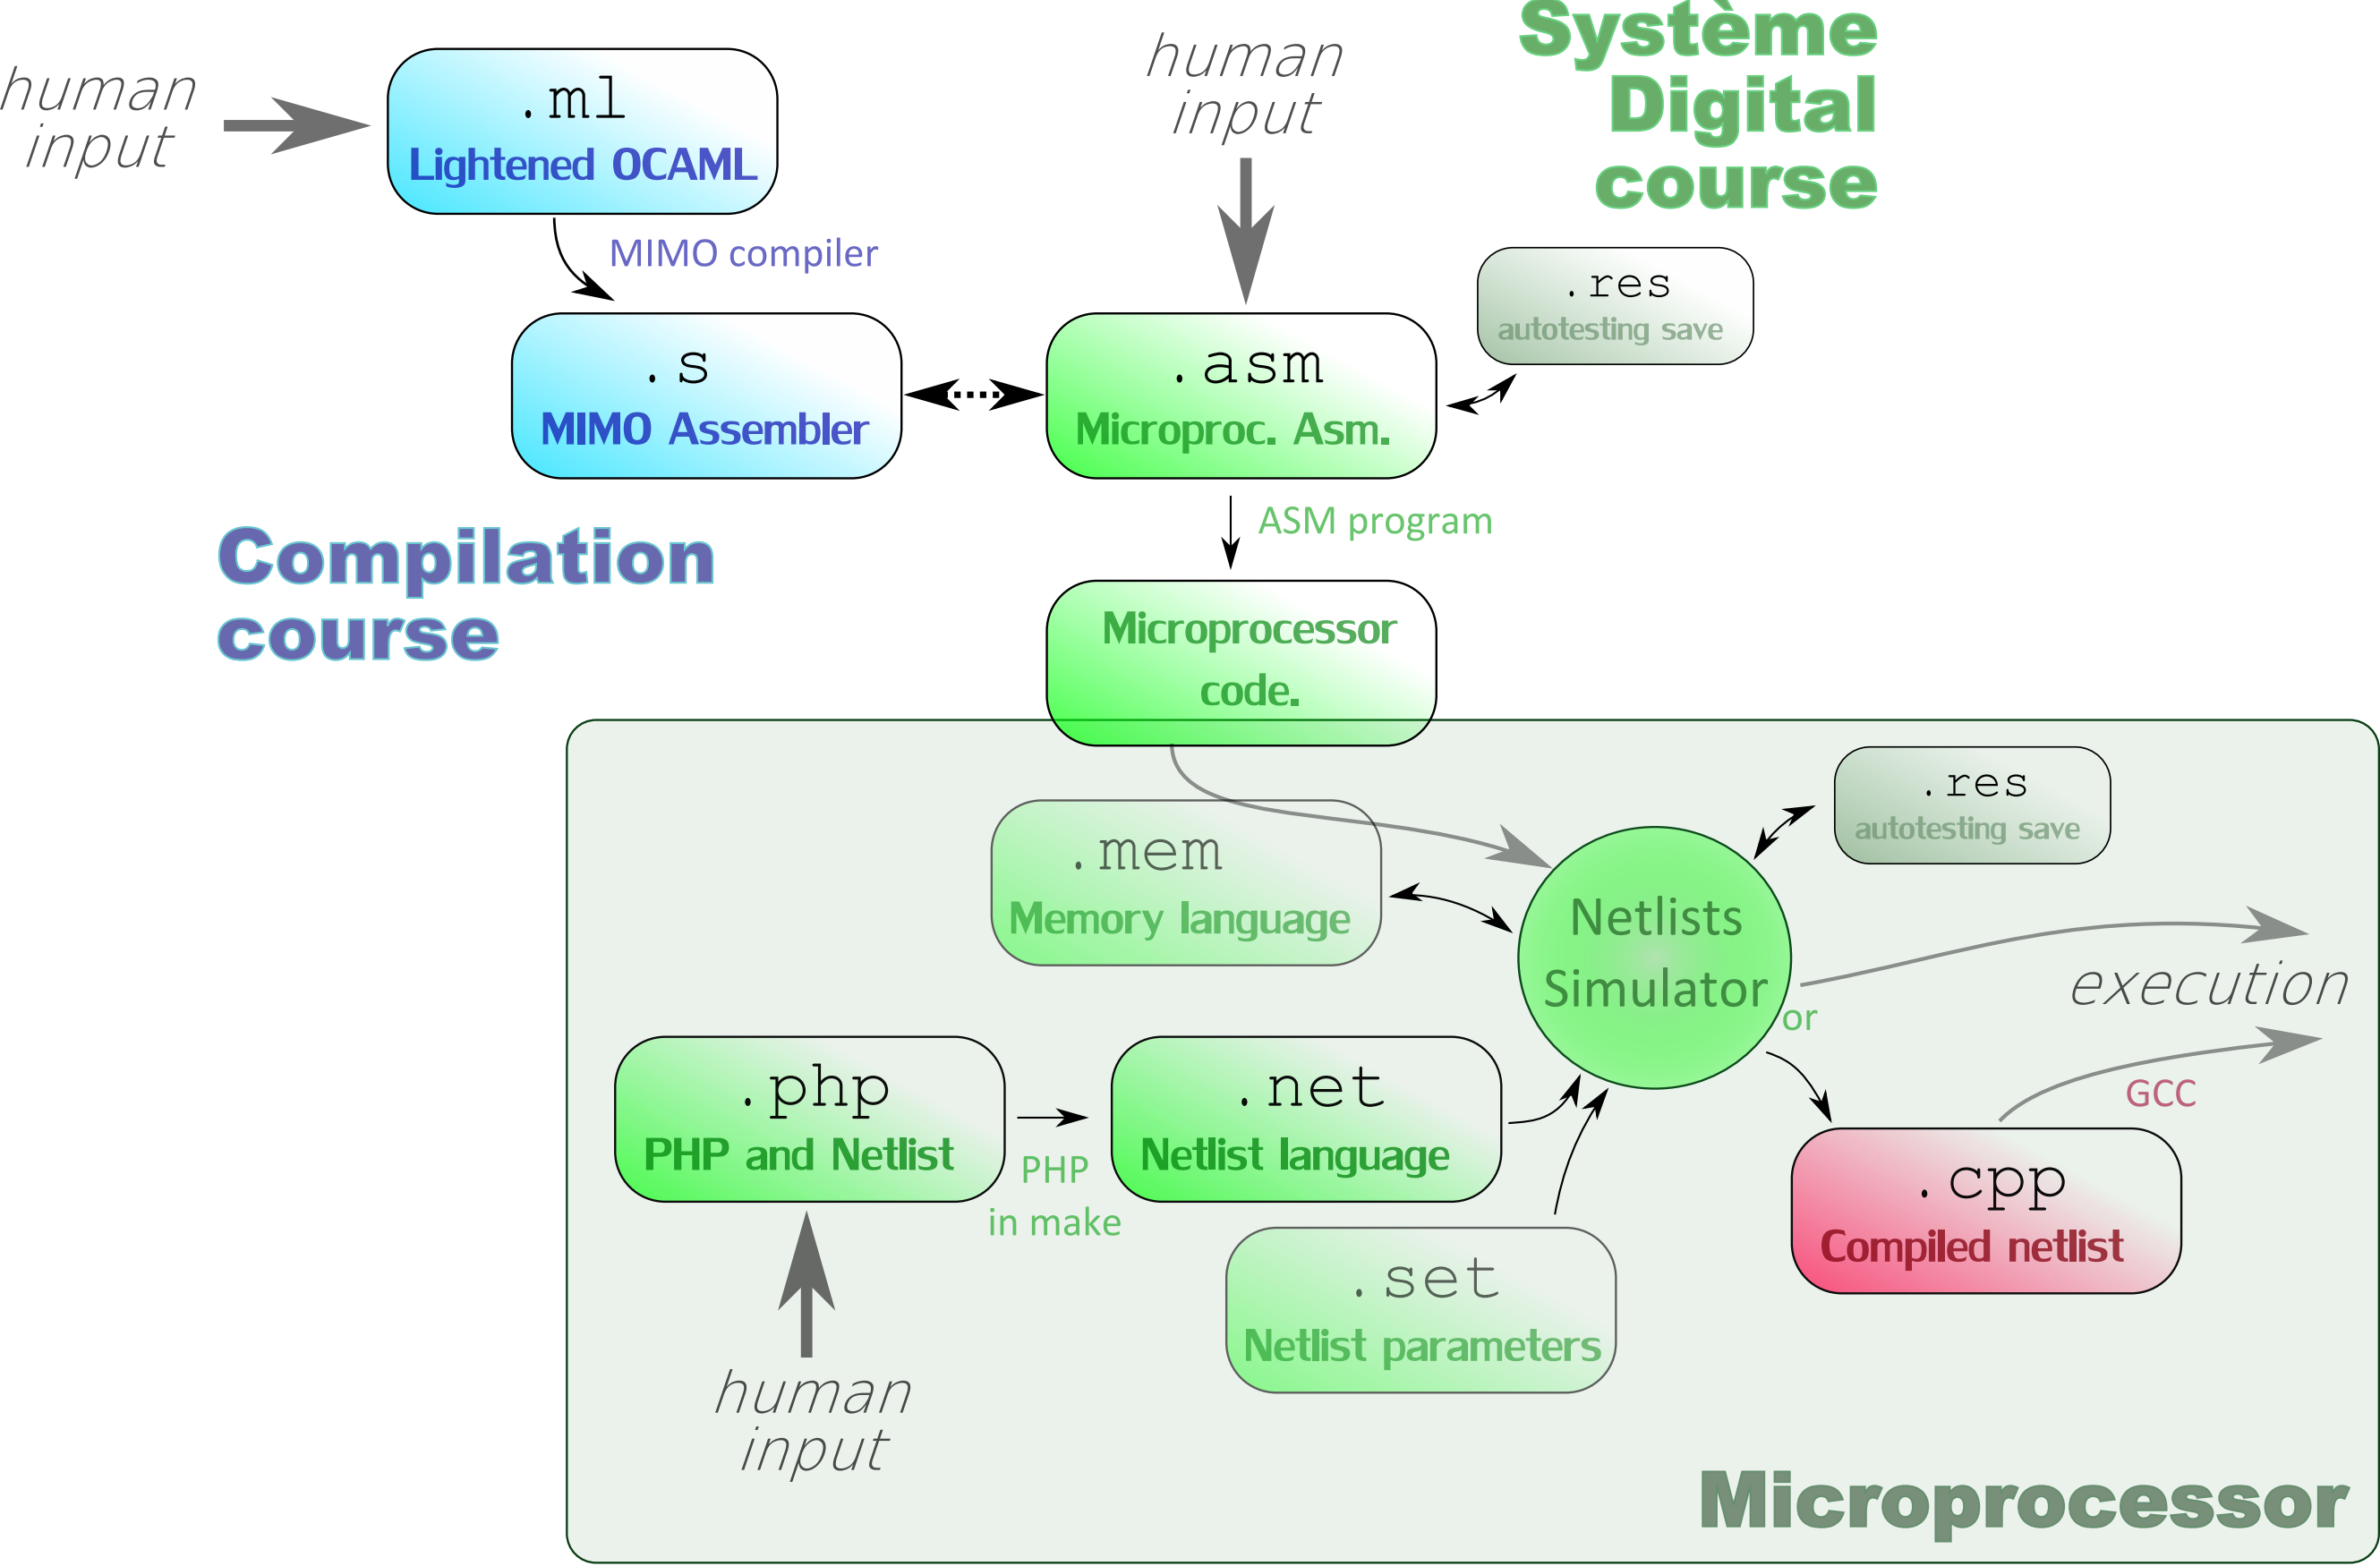 human
input
.ml
Lightened OCAML
MIMO compiler
human
input
Système
Digital
course
.res
autotesting save
.s
MIMO Assembler
.asm
Microproc. Asm.
ASM program
Compilation
course
Microprocessor
code.
.mem
Memory language
.res
autotesting save
Netlists
Simulator
or
execution
GCC
.php
PHP and Netlist
PHP
in make
.net
Netlist language
.cpp
Compiled netlist
.set
Netlist parameters
human
input
Microprocessor